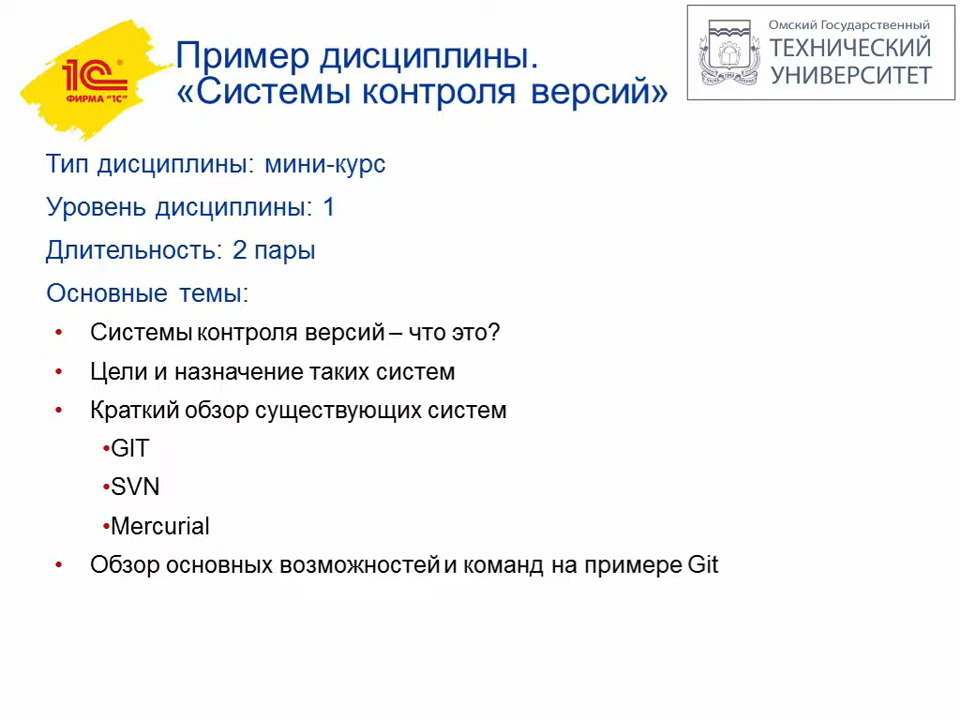 1С®
ФИРМА "1С"
Пример дисциплины.
«Системы контроля версий»
Омский Государственный
ТЕХНИЧЕСКИЙ
УНИВЕРСИТЕТ
Тип дисциплины: мини-курс
Уровень дисциплины: 1
Длительность: 2 пары
Основные темы:
• Системы контроля версий – что это?
• Цели и назначение таких систем
• Краткий обзор существующих систем
•GIT
•SVN
•Mercurial
• Обзор основных возможностей и команд на примере Git